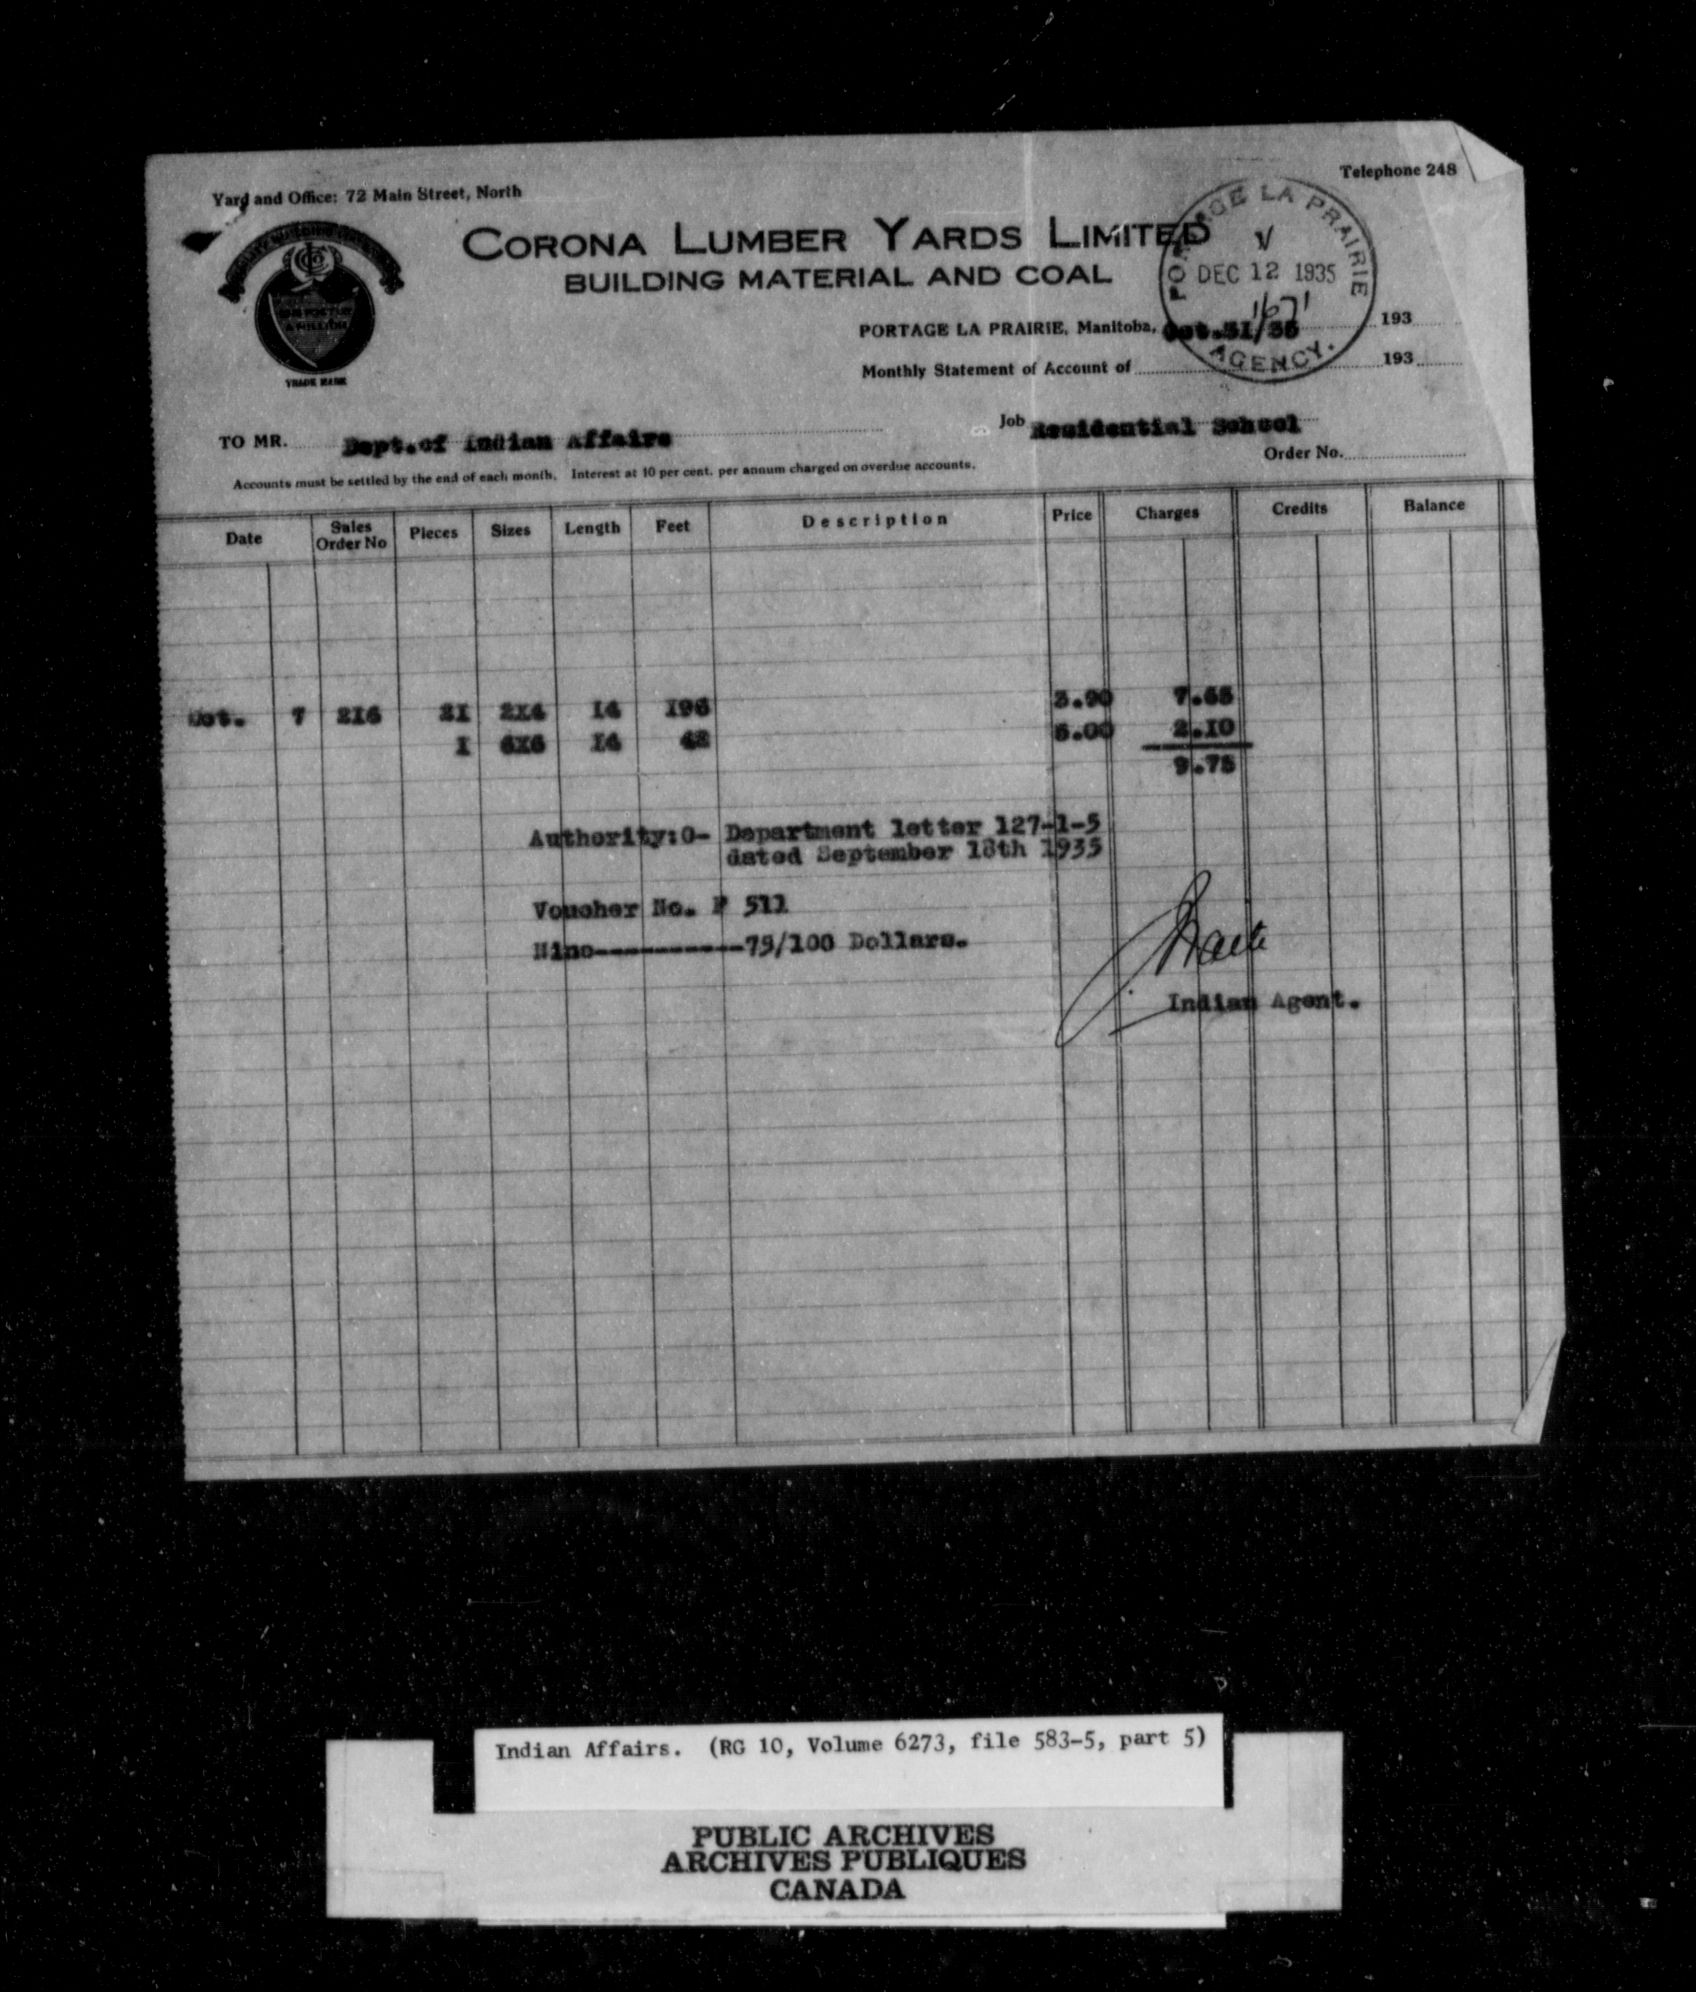 Telephone 248
Yard and Office: 72 Main Street, North
CORONA LUMBER YARDS LIMITED
BUILDING MATERIAL AND COAL
TRADE MARK
PORTAGE LA PRAIRIE
DEC 12 1935
1671
AGENCY.
PORTAGE LA PRAIRIE, Manitoba, Oct.31/35 193
Monthly Statement of Account of 193
Job Residential School
TO MR. Dept.of Indian Affairs
Order No.
Accounts must be settled by the end of each month. Interest at 10 per cent. per annum charged on overdue accounts.
Date Sales Order No Pieces Sizes Length Feet Description Price Charges Credits Balance
Oct. 7 216 21 2X4 14 196 3.90 7.65
1 6X6 14 42 5.00 2.10
9.75
Authority:0- Department letter 127-1-5
dated September 18th 1935
Voucher No. P 511
Nine-----------75/100 Dollars.
Indian Agent.
Indian Affairs. (RG 10, Volume 6273, file 583-5, part 5)
PUBLIC ARCHIVES
ARCHIVES PUBLIQUES
CANADA